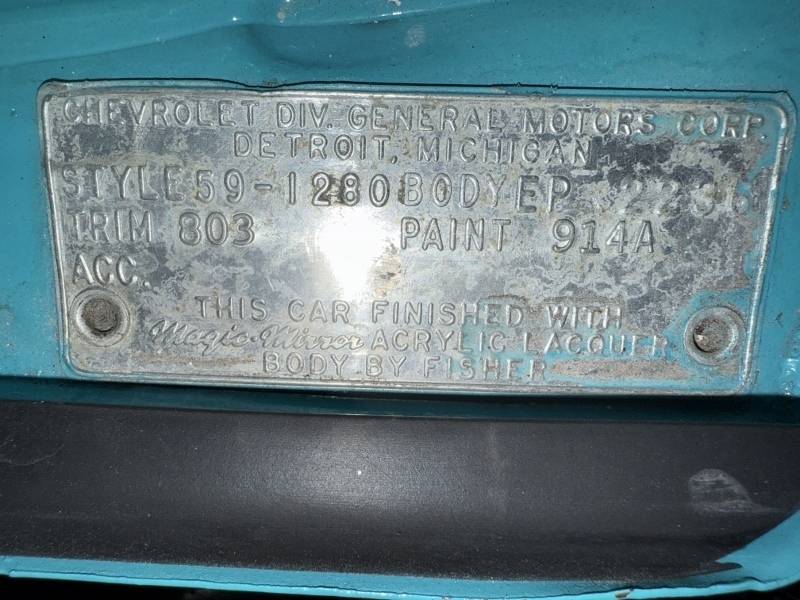 CHEVROLET DIV. GENERAL MOTORS CORP.
DETROIT, MICHIGAN
STYLE 59-1280 BODY EP
TRIM 803 PAINT 914A
ACC.
THIS CAR FINISHED WITH
Magic-Mirror ACRYLIC LACQUER
BODY BY FISHER